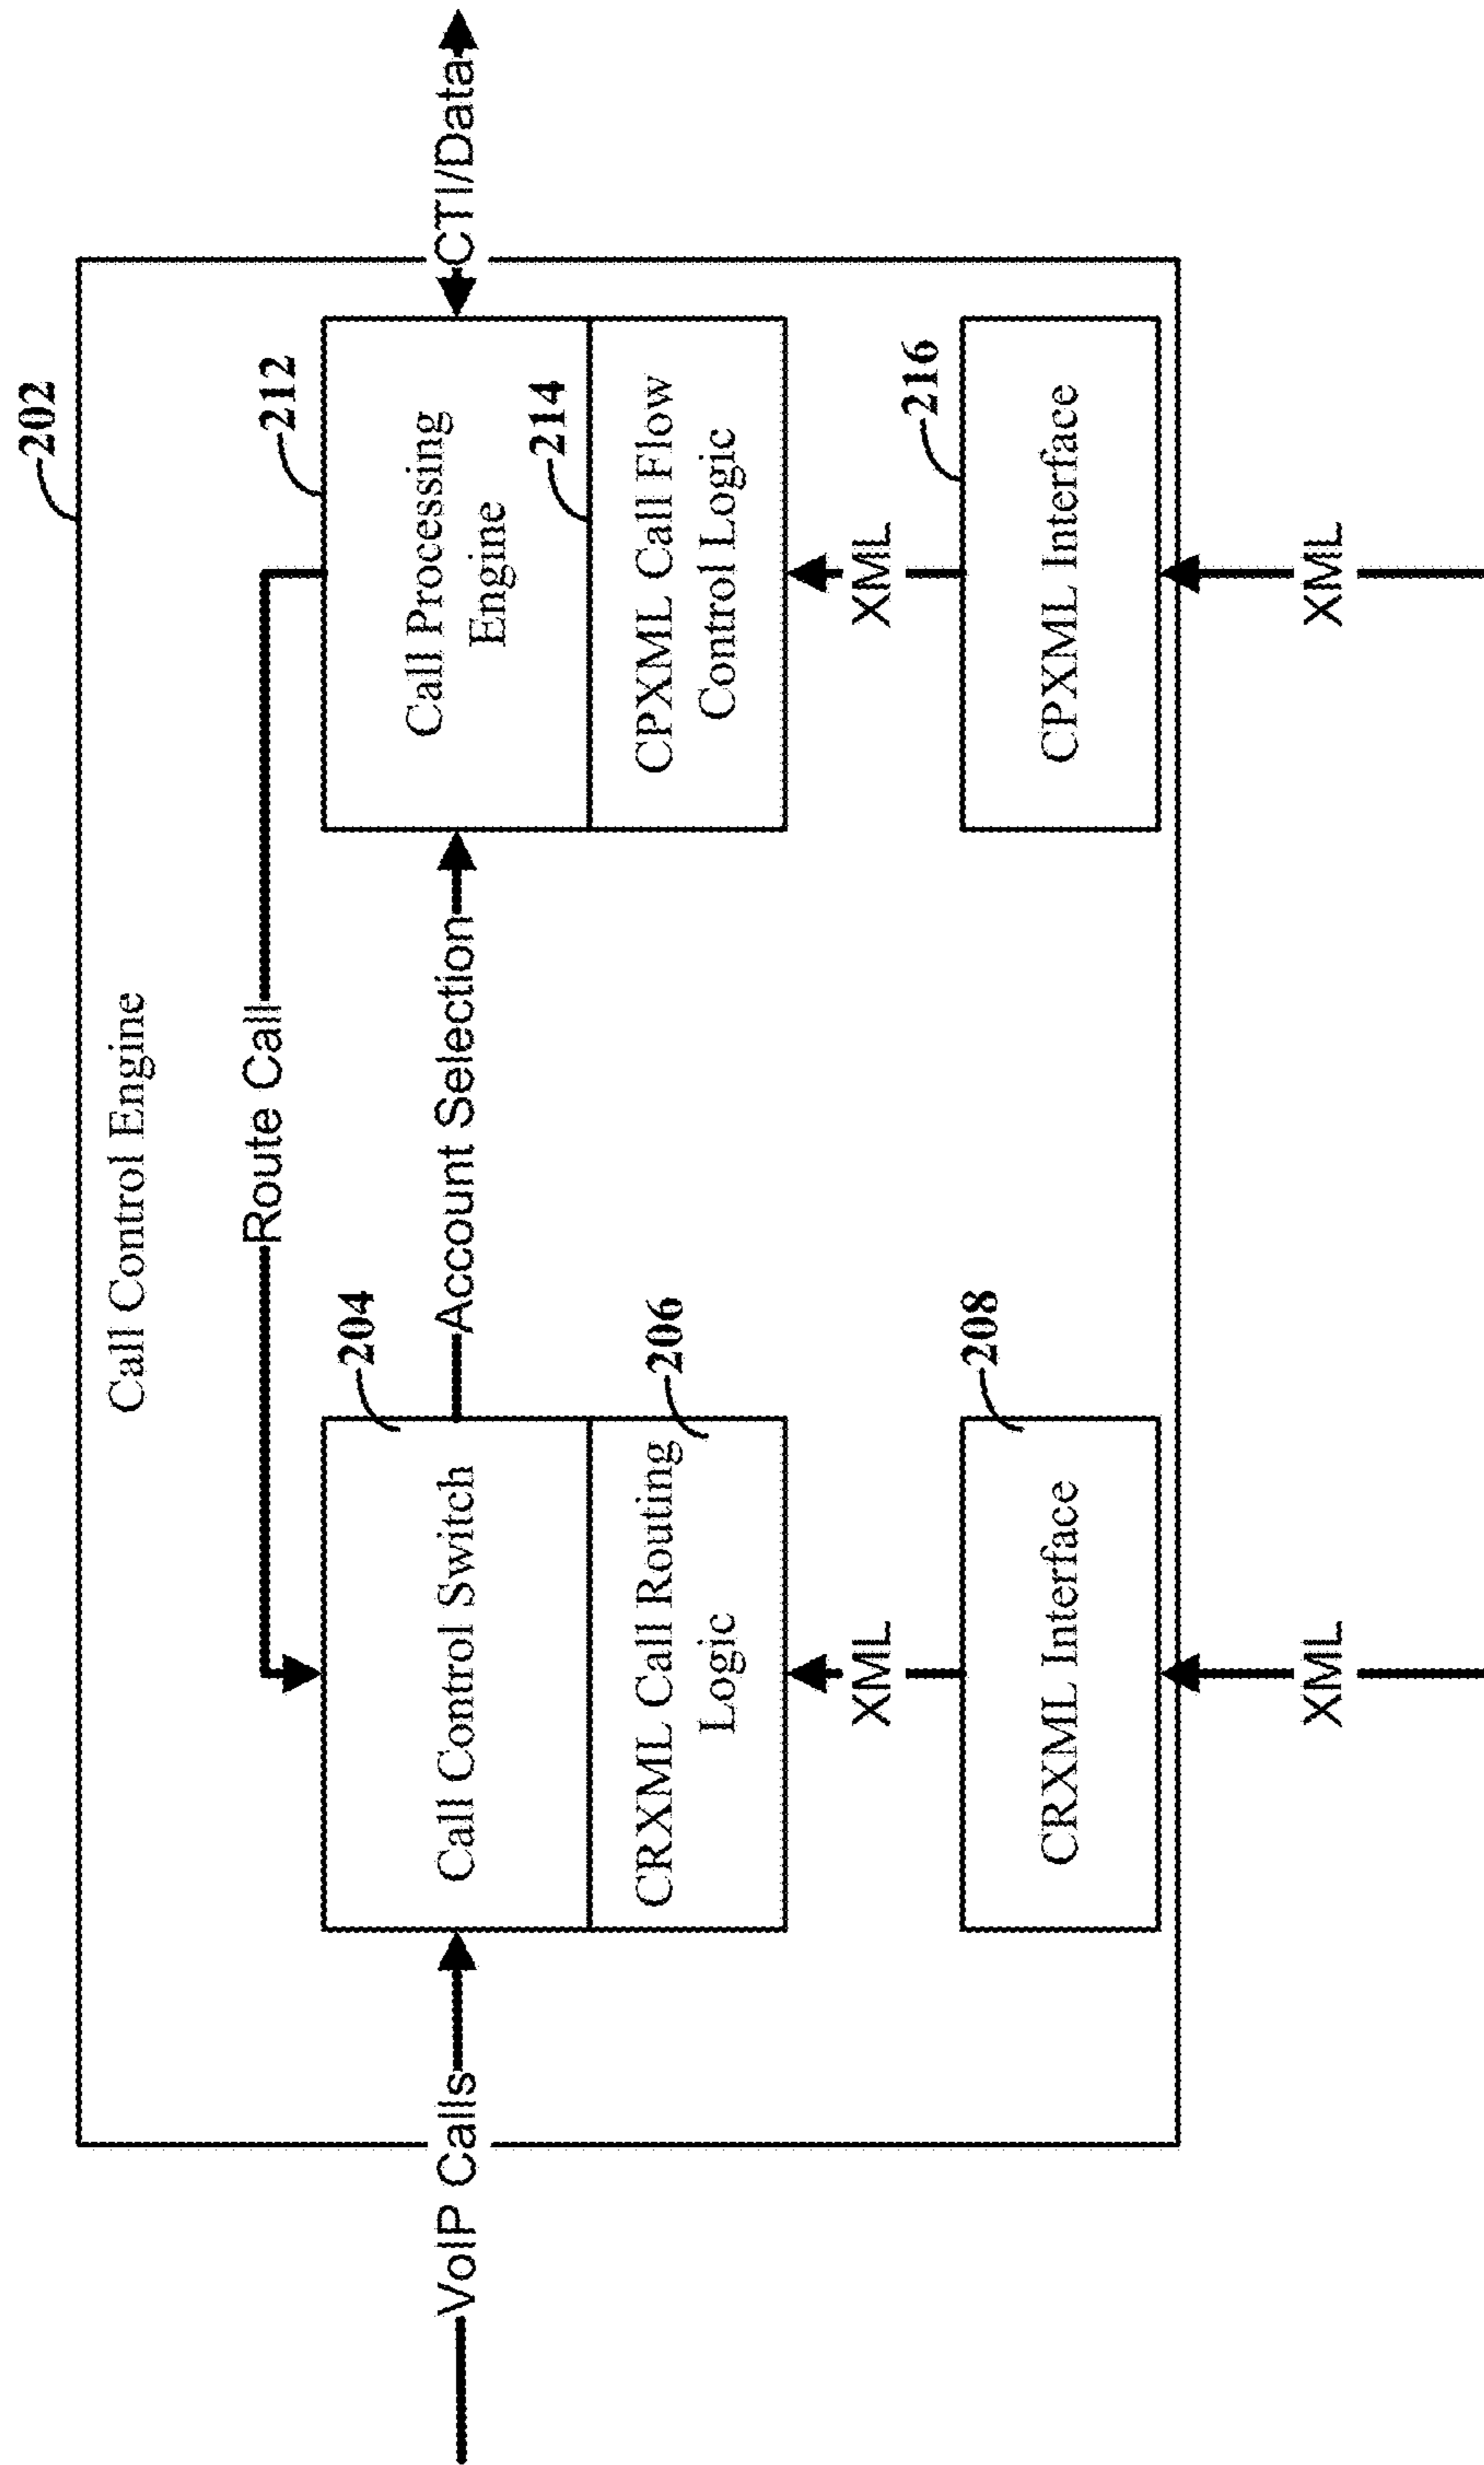 202
Call Control Engine
Route Call
212
204
VoIP Calls
Call Control Switch
Account Selection
Call Processing
Engine
CTI/Data
206
214
CRXML Call Routing
Logic
CPXML Call Flow
Control Logic
XML
XML
208
216
CRXML Interface
CPXML Interface
XML
XML